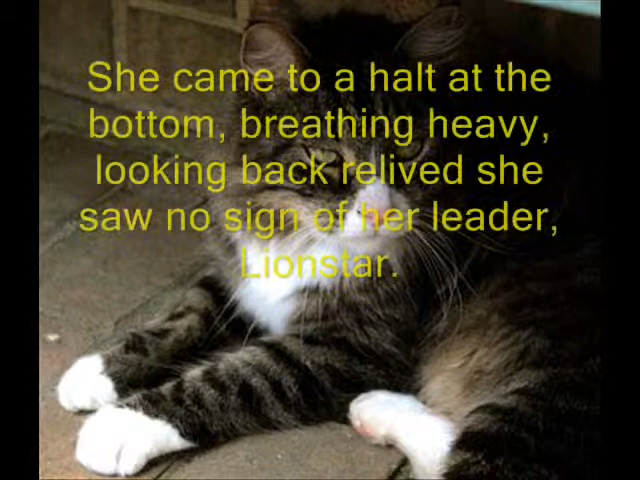 She came to a halt at the
bottom, breathing heavy,
looking back relived she
saw no sign of her leader,
Lionstar.